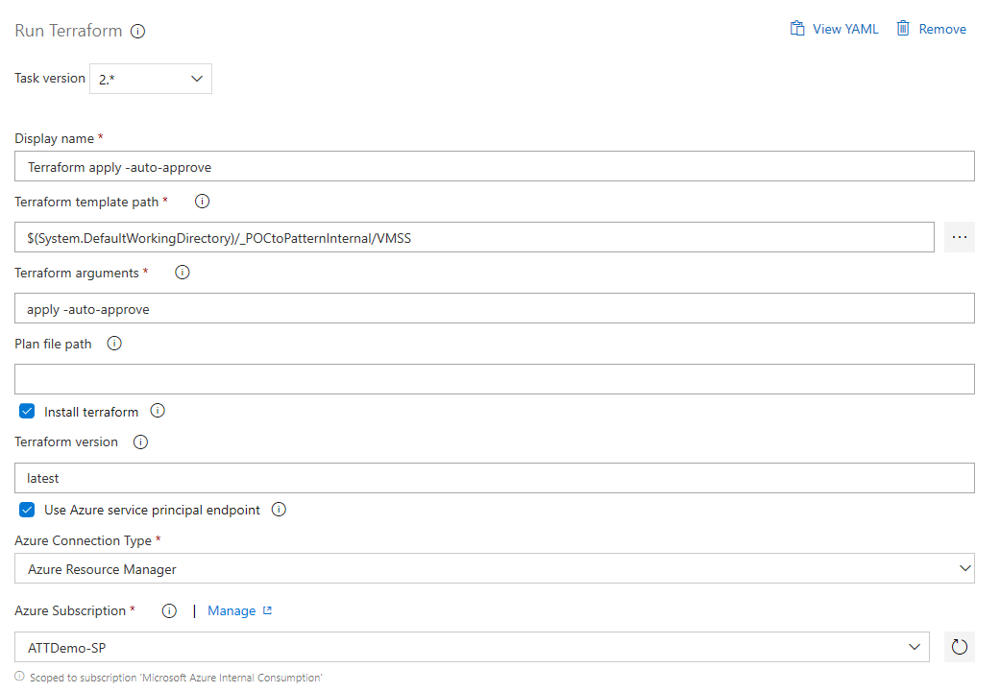 Run Terraform
View YAML
Remove
Task version
2.*
Display name *
Terraform apply -auto-approve
Terraform template path *
$(System.DefaultWorkingDirectory)/_POCtoPatternInternal/VMSS
...
Terraform arguments *
apply -auto-approve
Plan file path
Install terraform
Terraform version
latest
Use Azure service principal endpoint
Azure Connection Type *
Azure Resource Manager
Azure Subscription *
| Manage
ATTDemo-SP
Scoped to subscription 'Microsoft Azure Internal Consumption'